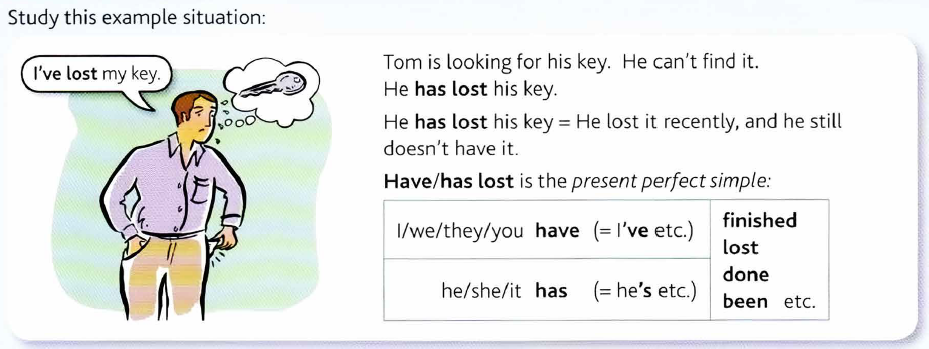 Study this example situation:
I've lost my key.
Tom is looking for his key. He can't find it.
He has lost his key.
He has lost his key = He lost it recently, and he still
doesn't have it.
Have/has lost is the present perfect simple:
I/we/they/you have (= I've etc.)
he/she/it has (= he's etc.)
finished
lost
done
been etc.